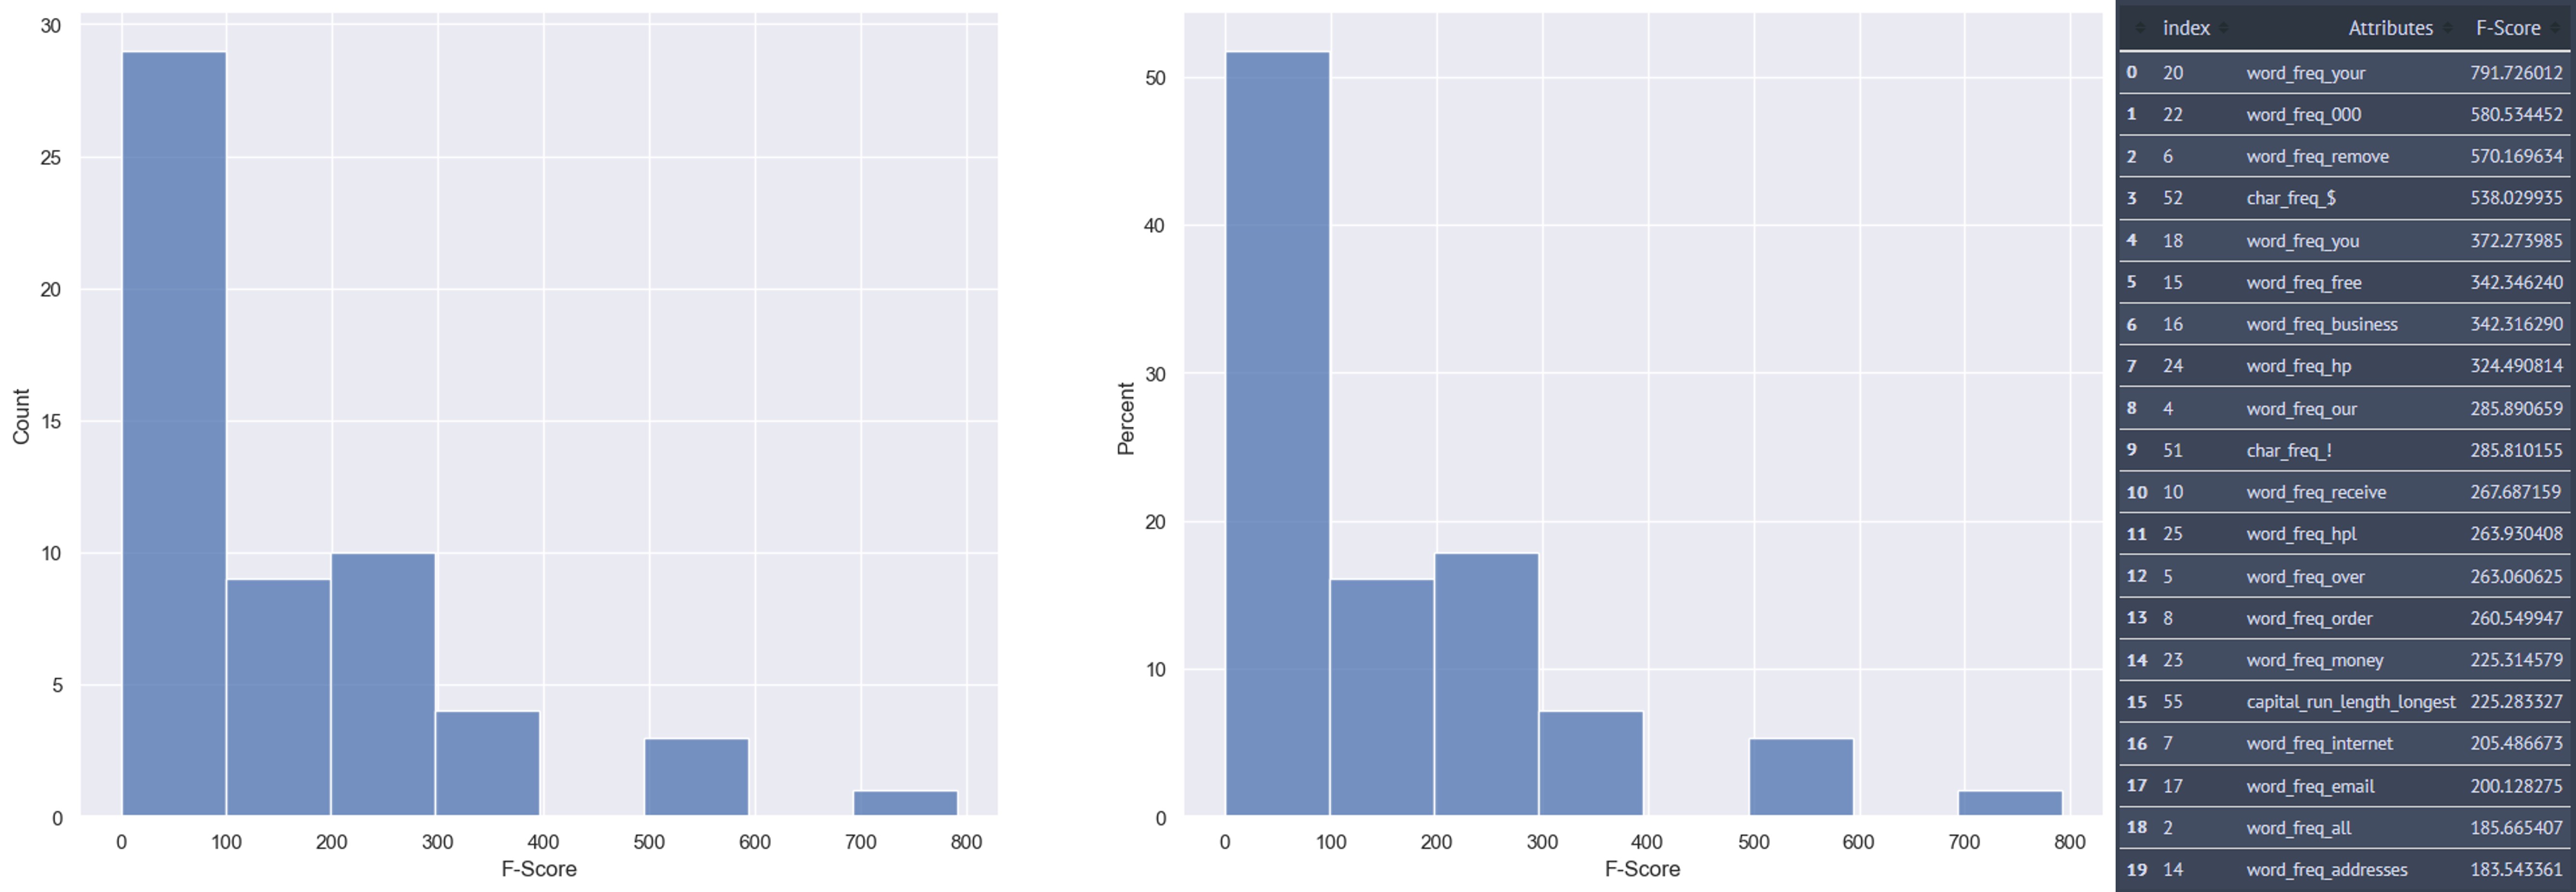 30
25
20
15
10
5
0
Count
0 100 200 300 400 500 600 700 800
F-Score
50
40
30
20
10
0
Percent
0 100 200 300 400 500 600 700 800
F-Score
index Attributes F-Score
0 20 word_freq_your 791.726012
1 22 word_freq_000 580.534452
2 6 word_freq_remove 570.169634
3 52 char_freq_$ 538.029935
4 18 word_freq_you 372.273985
5 15 word_freq_free 342.346240
6 16 word_freq_business 342.316290
7 24 word_freq_hp 324.490814
8 4 word_freq_our 285.890659
9 51 char_freq_! 285.810155
10 10 word_freq_receive 267.687159
11 25 word_freq_hpl 263.930408
12 5 word_freq_over 263.060625
13 8 word_freq_order 260.549947
14 23 word_freq_money 225.314579
15 55 capital_run_length_longest 225.283327
16 7 word_freq_internet 205.486673
17 17 word_freq_email 200.128275
18 2 word_freq_all 185.665407
19 14 word_freq_addresses 183.543361